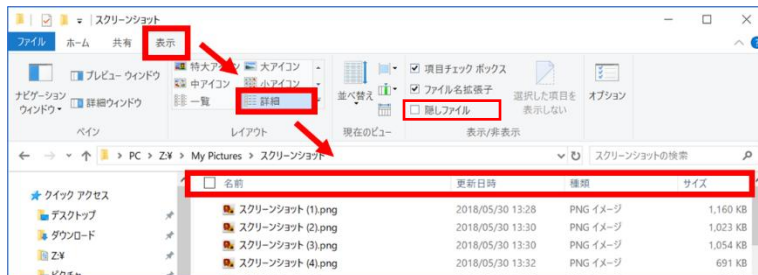 スクリーンショット
ファイル ホーム 共有 表示
プレビュー ウィンドウ
ナビゲーション
ウィンドウ
詳細ウィンドウ
ペイン
特大アイコン 大アイコン
中アイコン 小アイコン
一覧 詳細
レイアウト
並べ替え
現在のビュー
項目チェック ボックス
ファイル名拡張子
隠しファイル
選択した項目を
表示しない
表示/非表示
オプション
PC > Z:¥ > My Pictures > スクリーンショット
スクリーンショットの検索
名前 更新日時 種類 サイズ
クイック アクセス
デスクトップ
ダウンロード
Z:¥
ピクチャ
スクリーンショット (1).png 2018/05/30 13:28 PNG イメージ 1,160 KB
スクリーンショット (2).png 2018/05/30 13:30 PNG イメージ 1,023 KB
スクリーンショット (3).png 2018/05/30 13:30 PNG イメージ 1,054 KB
スクリーンショット (4).png 2018/05/30 13:32 PNG イメージ 691 KB